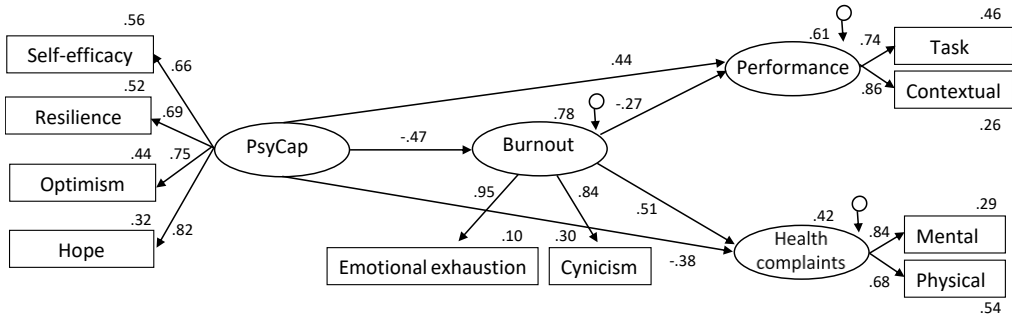 .56
Self-efficacy
.66
.52
Resilience
.69
.44
.75
Optimism
.32
.82
Hope
PsyCap
-.47
.44
.78
Burnout
-.27
.95
.84
.51
.10
.30
-.38
Emotional exhaustion
Cynicism
.61
Performance
.74
.86
.46
Task
Contextual
.26
.42
Health
complaints
.84
.68
.29
Mental
Physical
.54